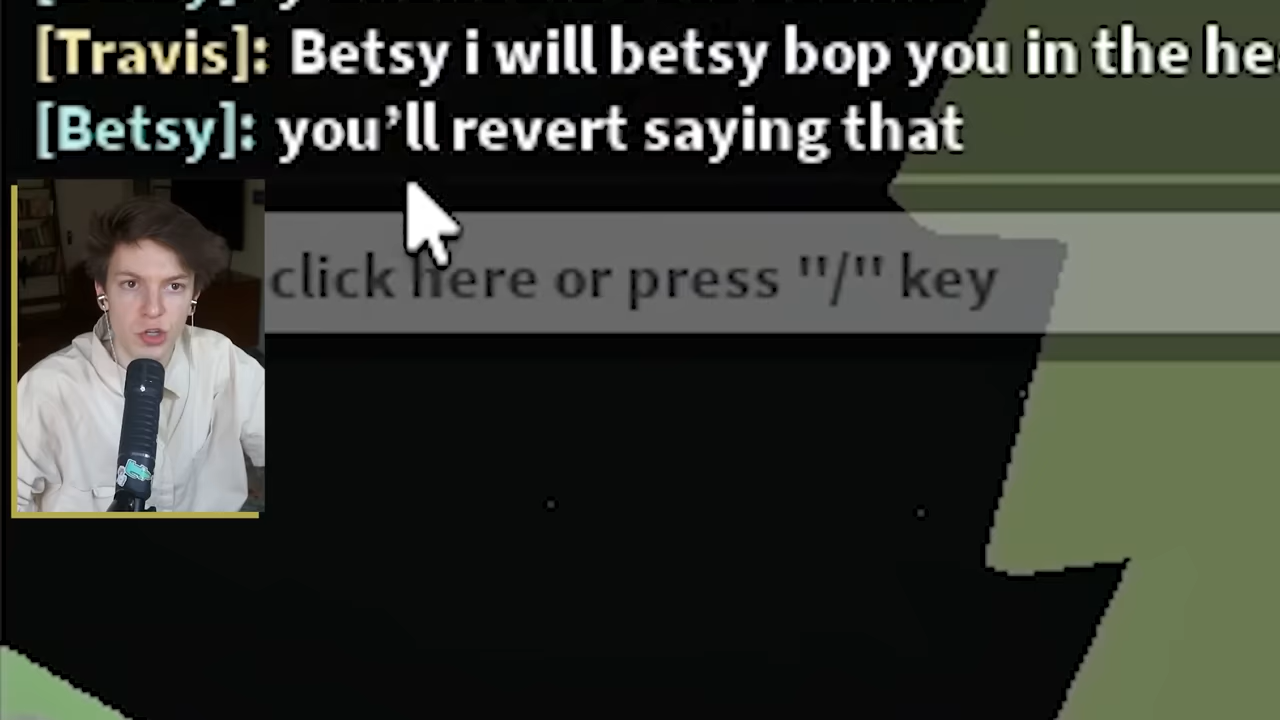 [Travis]: Betsy i will betsy bop you in the
[Betsy]: you’ll revert saying that
click here or press "/" key